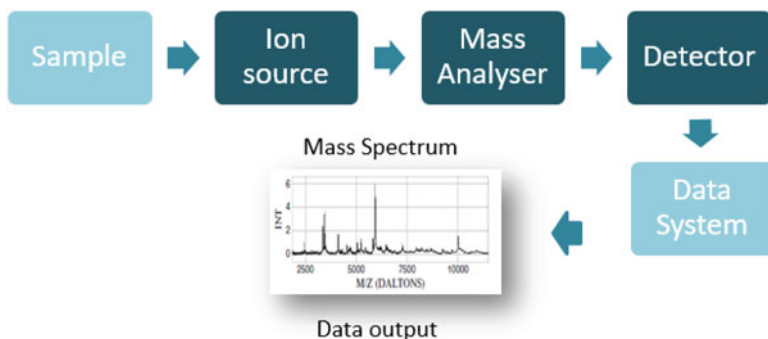 Sample
Ion
source
Mass
Analyser
Detector
Data
System
Mass Spectrum
6
4
2
0
INT
2500
5000
7500
10000
M/Z (DALTONS)
Data output